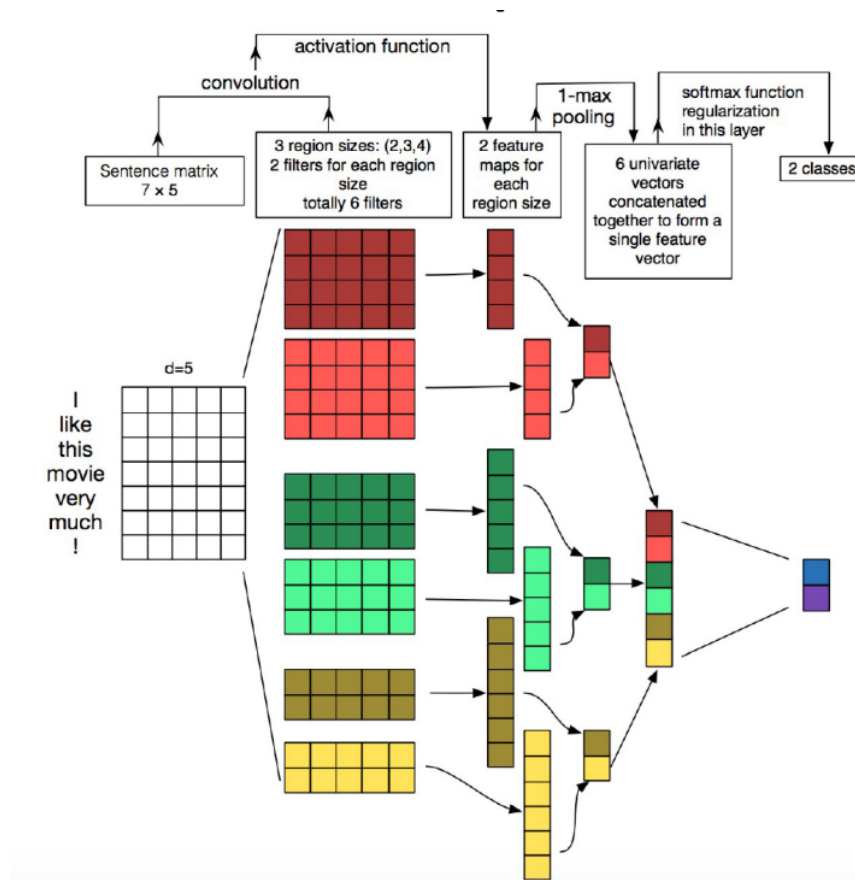 activation function
convolution
1-max
pooling
softmax function
regularization
in this layer
3 region sizes: (2,3,4)
2 filters for each region
size
totally 6 filters
2 feature
maps for
each
region size
Sentence matrix
7 × 5
6 univariate
vectors
concatenated
together to form a
single feature
vector
2 classes
d=5
I
like
this
movie
very
much
!